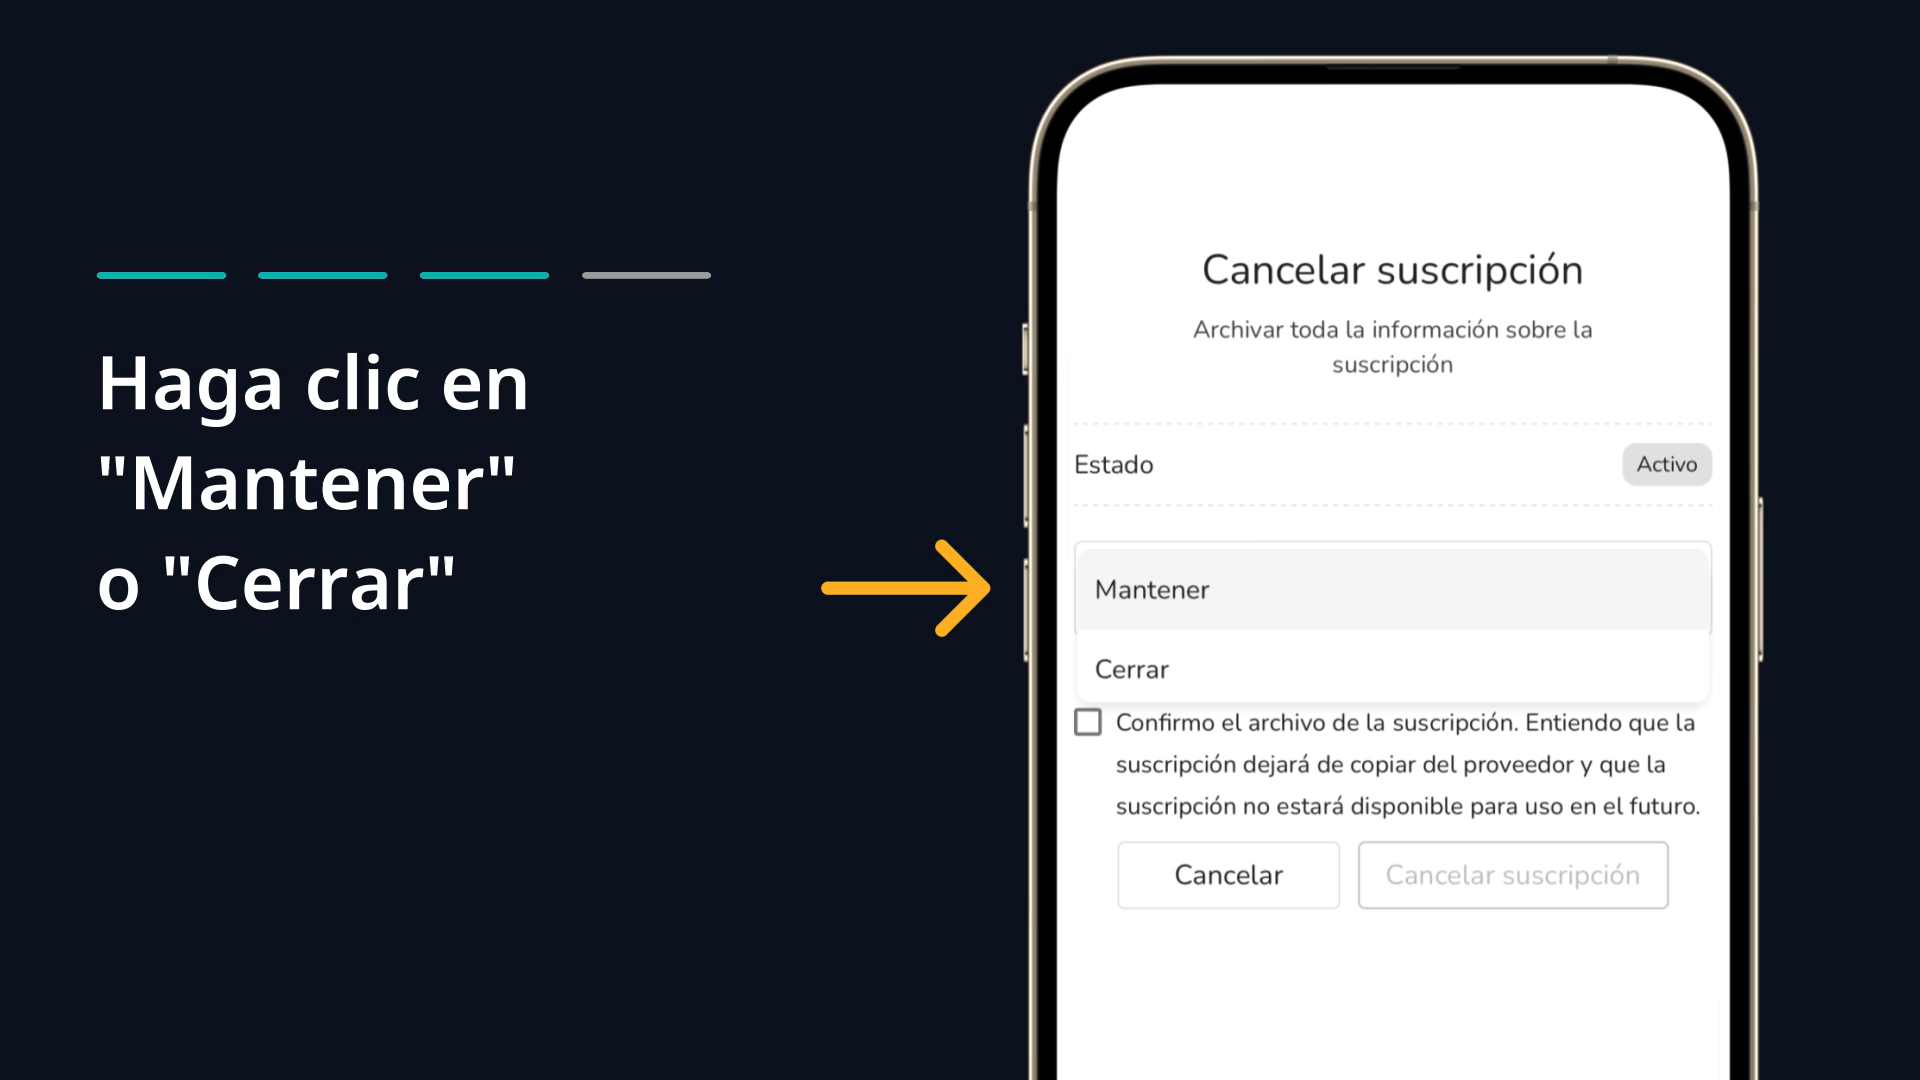 Haga clic en
"Mantener"
o "Cerrar"
Cancelar suscripción
Archivar toda la información sobre la
suscripción
Estado
Activo
Mantener
Cerrar
Confirmo el archivo de la suscripción. Entiendo que la
suscripción dejará de copiar del proveedor y que la
suscripción no estará disponible para uso en el futuro.
Cancelar
Cancelar suscripción